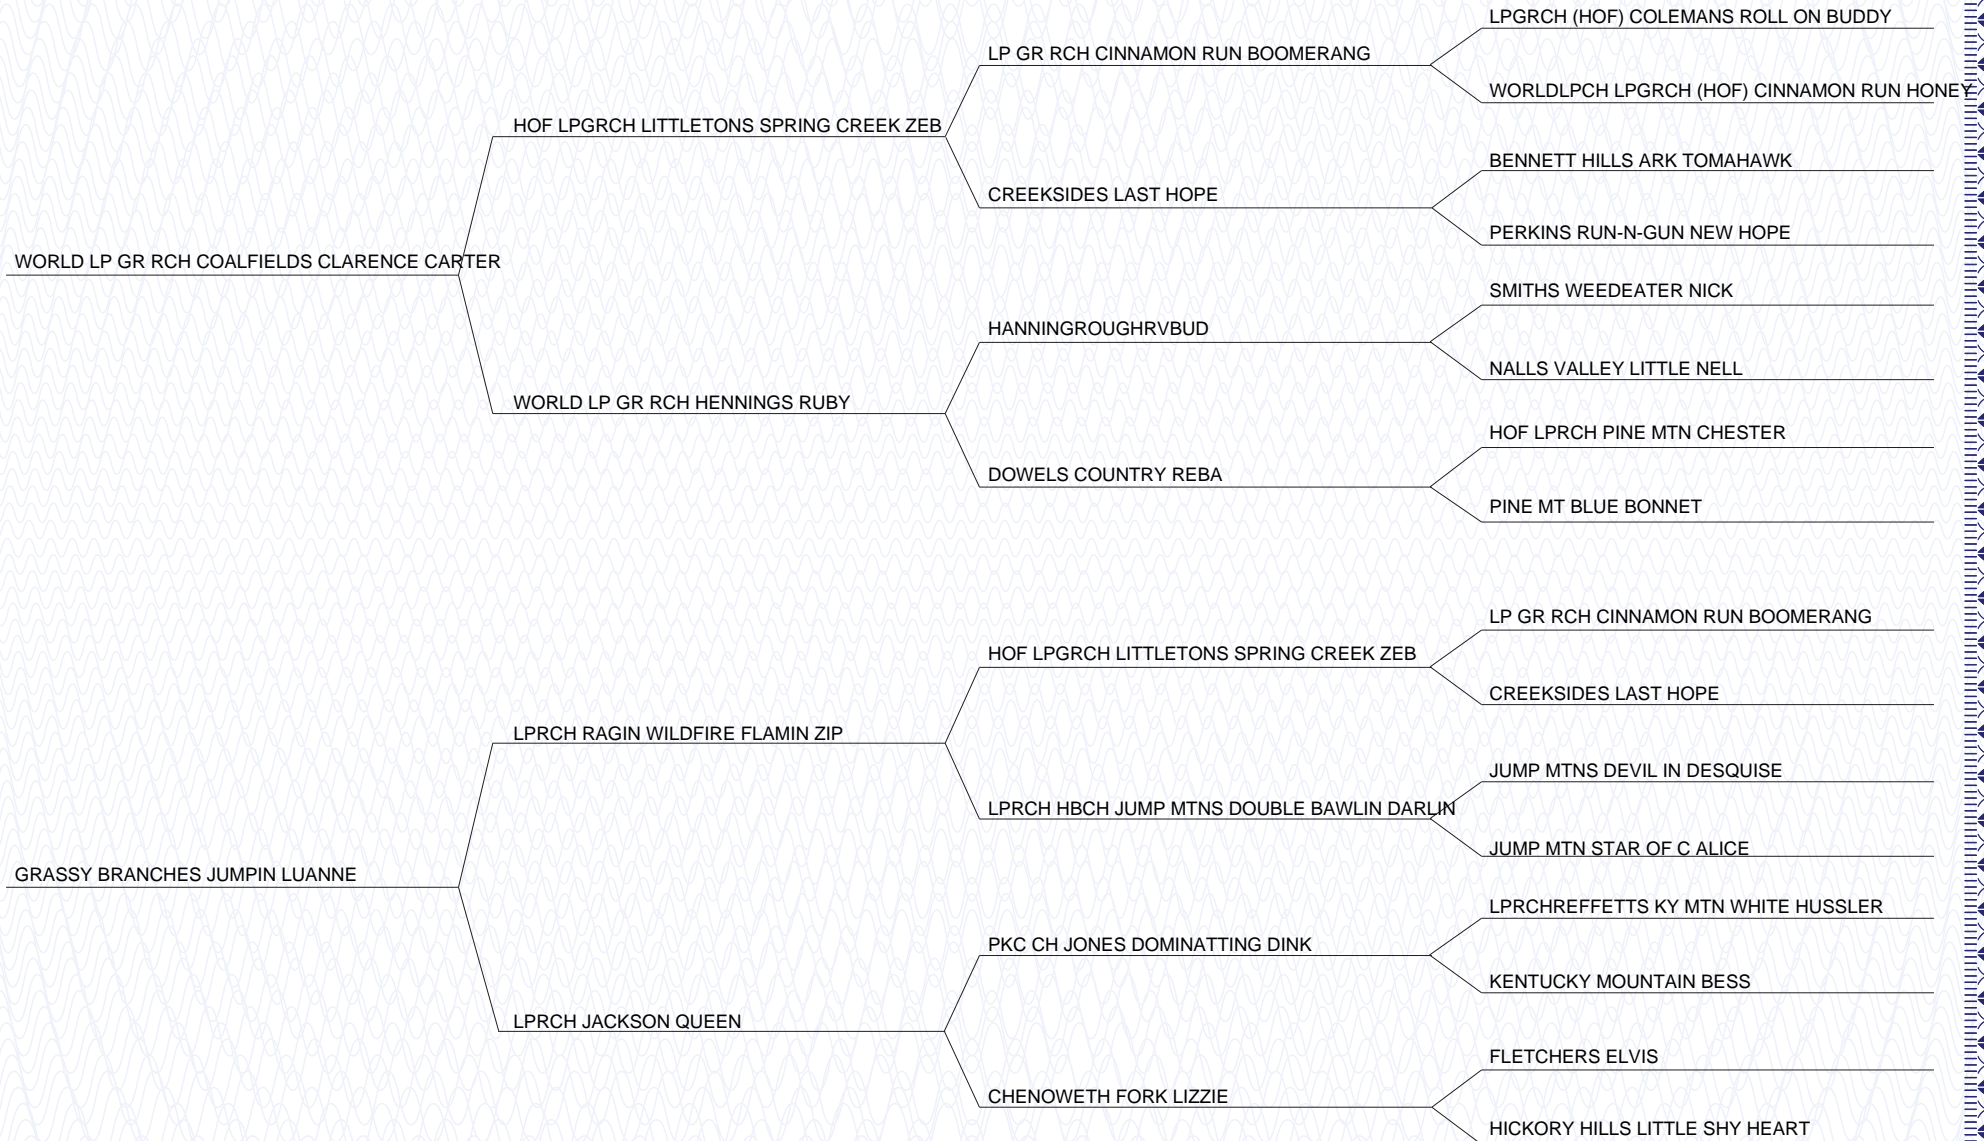 LPGRCH (HOF) COLEMANS ROLL ON BUDDY
LP GR RCH CINNAMON RUN BOOMERANG
WORLDLPCH LPGRCH (HOF) CINNAMON RUN HONEY
HOF LPGRCH LITTLETONS SPRING CREEK ZEB
BENNETT HILLS ARK TOMAHAWK
CREEKSIDES LAST HOPE
PERKINS RUN-N-GUN NEW HOPE
WORLD LP GR RCH COALFIELDS CLARENCE CARTER
SMITHS WEEDEATER NICK
HANNINGROUGHRVBUD
NALLS VALLEY LITTLE NELL
WORLD LP GR RCH HENNINGS RUBY
HOF LPRCH PINE MTN CHESTER
DOWELS COUNTRY REBA
PINE MT BLUE BONNET
LP GR RCH CINNAMON RUN BOOMERANG
HOF LPGRCH LITTLETONS SPRING CREEK ZEB
CREEKSIDES LAST HOPE
LPRCH RAGIN WILDFIRE FLAMIN ZIP
JUMP MTNS DEVIL IN DESQUISE
LPRCH HBCH JUMP MTNS DOUBLE BAWLIN DARLIN
JUMP MTN STAR OF C ALICE
GRASSY BRANCHES JUMPIN LUANNE
LPRCHREFFETTS KY MTN WHITE HUSSLER
PKC CH JONES DOMINATTING DINK
KENTUCKY MOUNTAIN BESS
LPRCH JACKSON QUEEN
FLETCHERS ELVIS
CHENOWETH FORK LIZZIE
HICKORY HILLS LITTLE SHY HEART